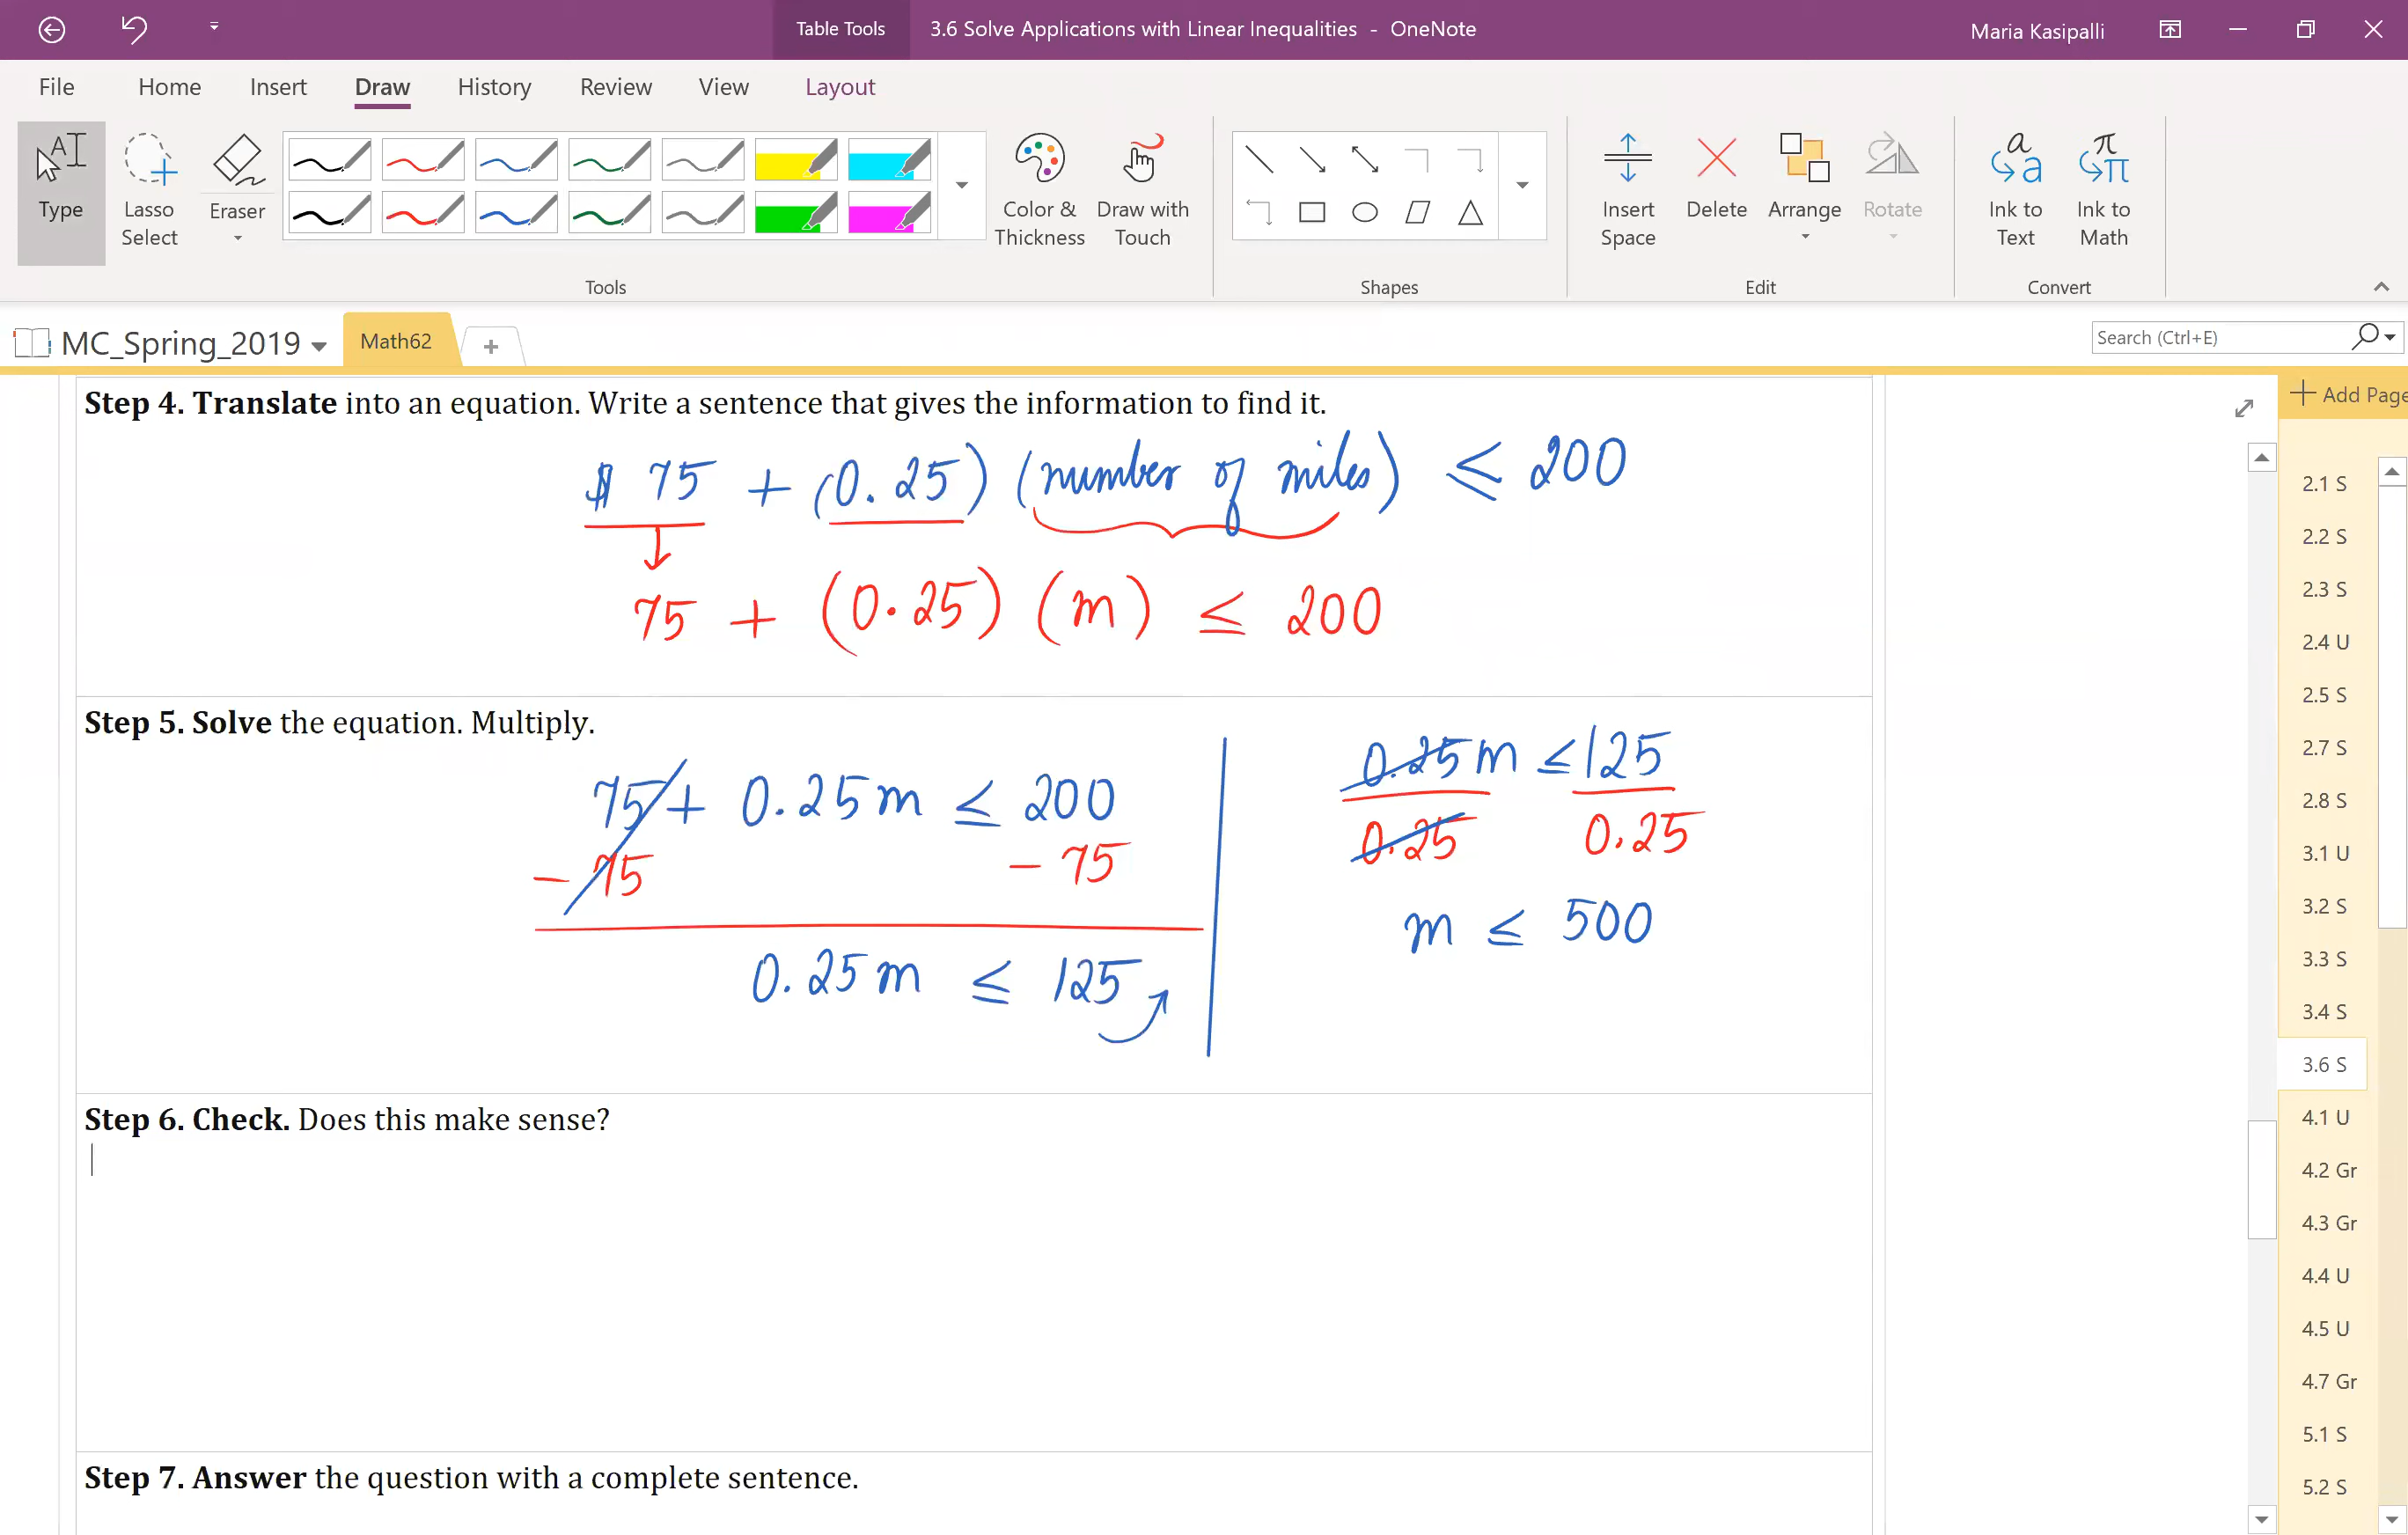 Table Tools
3.6 Solve Applications with Linear Inequalities - OneNote
Maria Kasipalli
File Home Insert Draw History Review View Layout
Type
Lasso Select
Eraser
Color & Thickness
Draw with Touch
Insert Space
Delete
Arrange
Rotate
Ink to Text
Ink to Math
Tools
Shapes
Edit
Convert
MC_Spring_2019
Math62
Search (Ctrl+E)
Add Page
Step 4. Translate into an equation. Write a sentence that gives the information to find it.
$ 75 + (0.25) (number of miles) ≤ 200
75 + (0.25) (m) ≤ 200
Step 5. Solve the equation. Multiply.
75 + 0.25m ≤ 200
- 75 - 75
0.25m ≤ 125
0.25m ≤ 125
0.25 0.25
m ≤ 500
Step 6. Check. Does this make sense?
Step 7. Answer the question with a complete sentence.
2.1 S
2.2 S
2.3 S
2.4 U
2.5 S
2.7 S
2.8 S
3.1 U
3.2 S
3.3 S
3.4 S
3.6 S
4.1 U
4.2 Gr
4.3 Gr
4.4 U
4.5 U
4.7 Gr
5.1 S
5.2 S